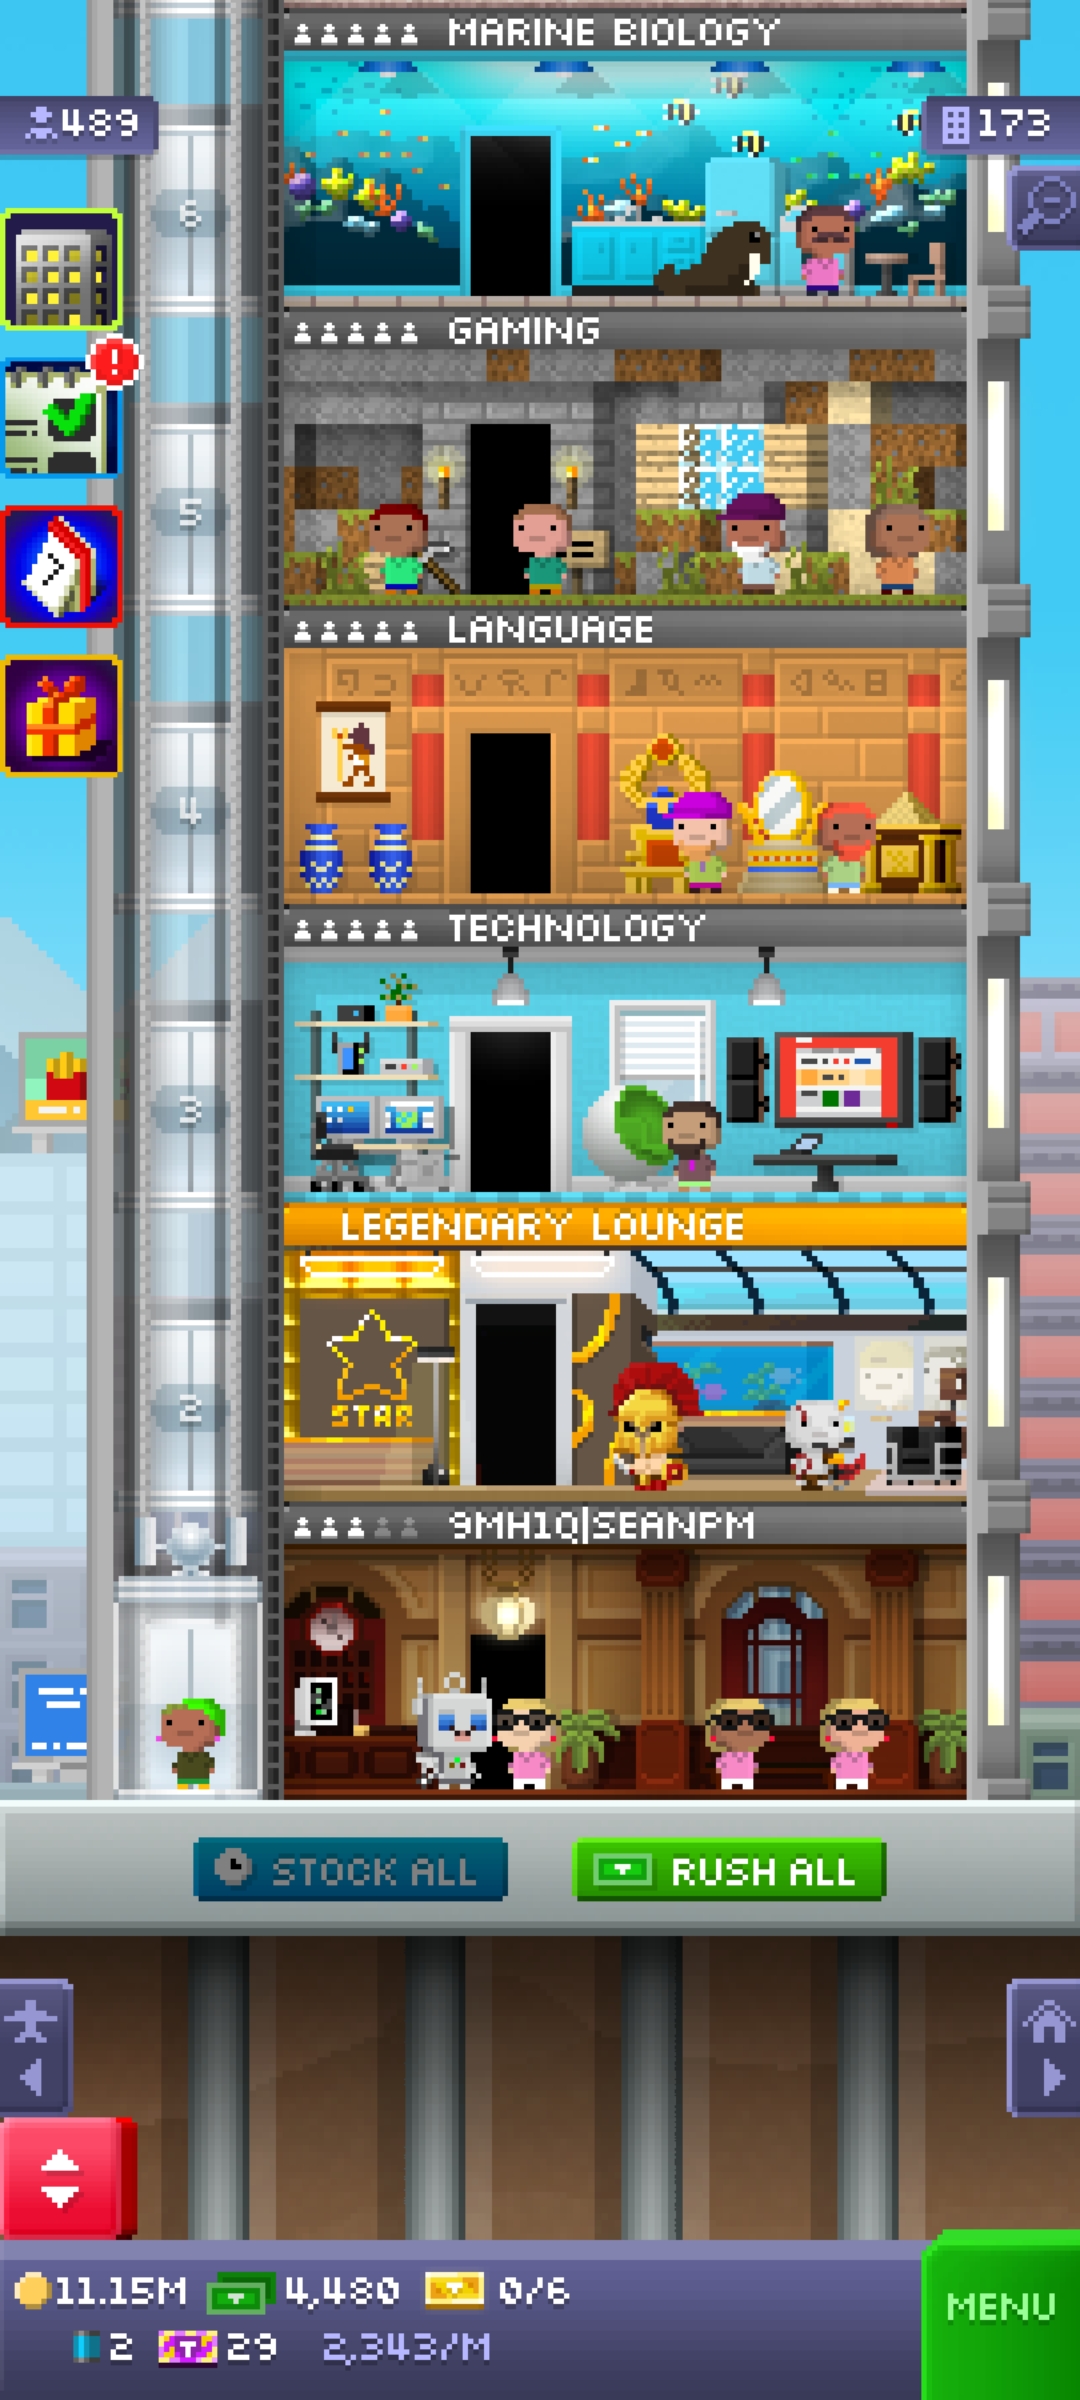 MARINE BIOLOGY
489
173
6
GAMING
5
7
LANGUAGE
4
TECHNOLOGY
3
LEGENDARY LOUNGE
STAR
2
9MH1Q|SEANPM
STOCK ALL
RUSH ALL
11.15M 4,480 0/6
MENU
2 29 2,343/M